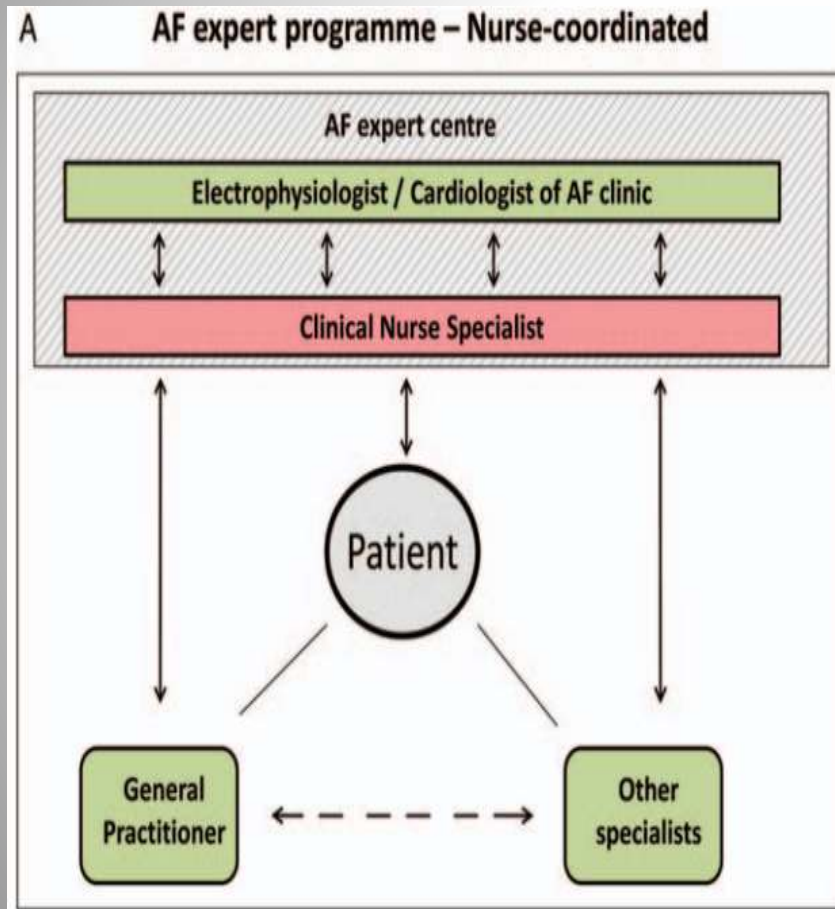 A
AF expert programme – Nurse-coordinated
AF expert centre
Electrophysiologist / Cardiologist of AF clinic
Clinical Nurse Specialist
Patient
General
Practitioner
Other
specialists